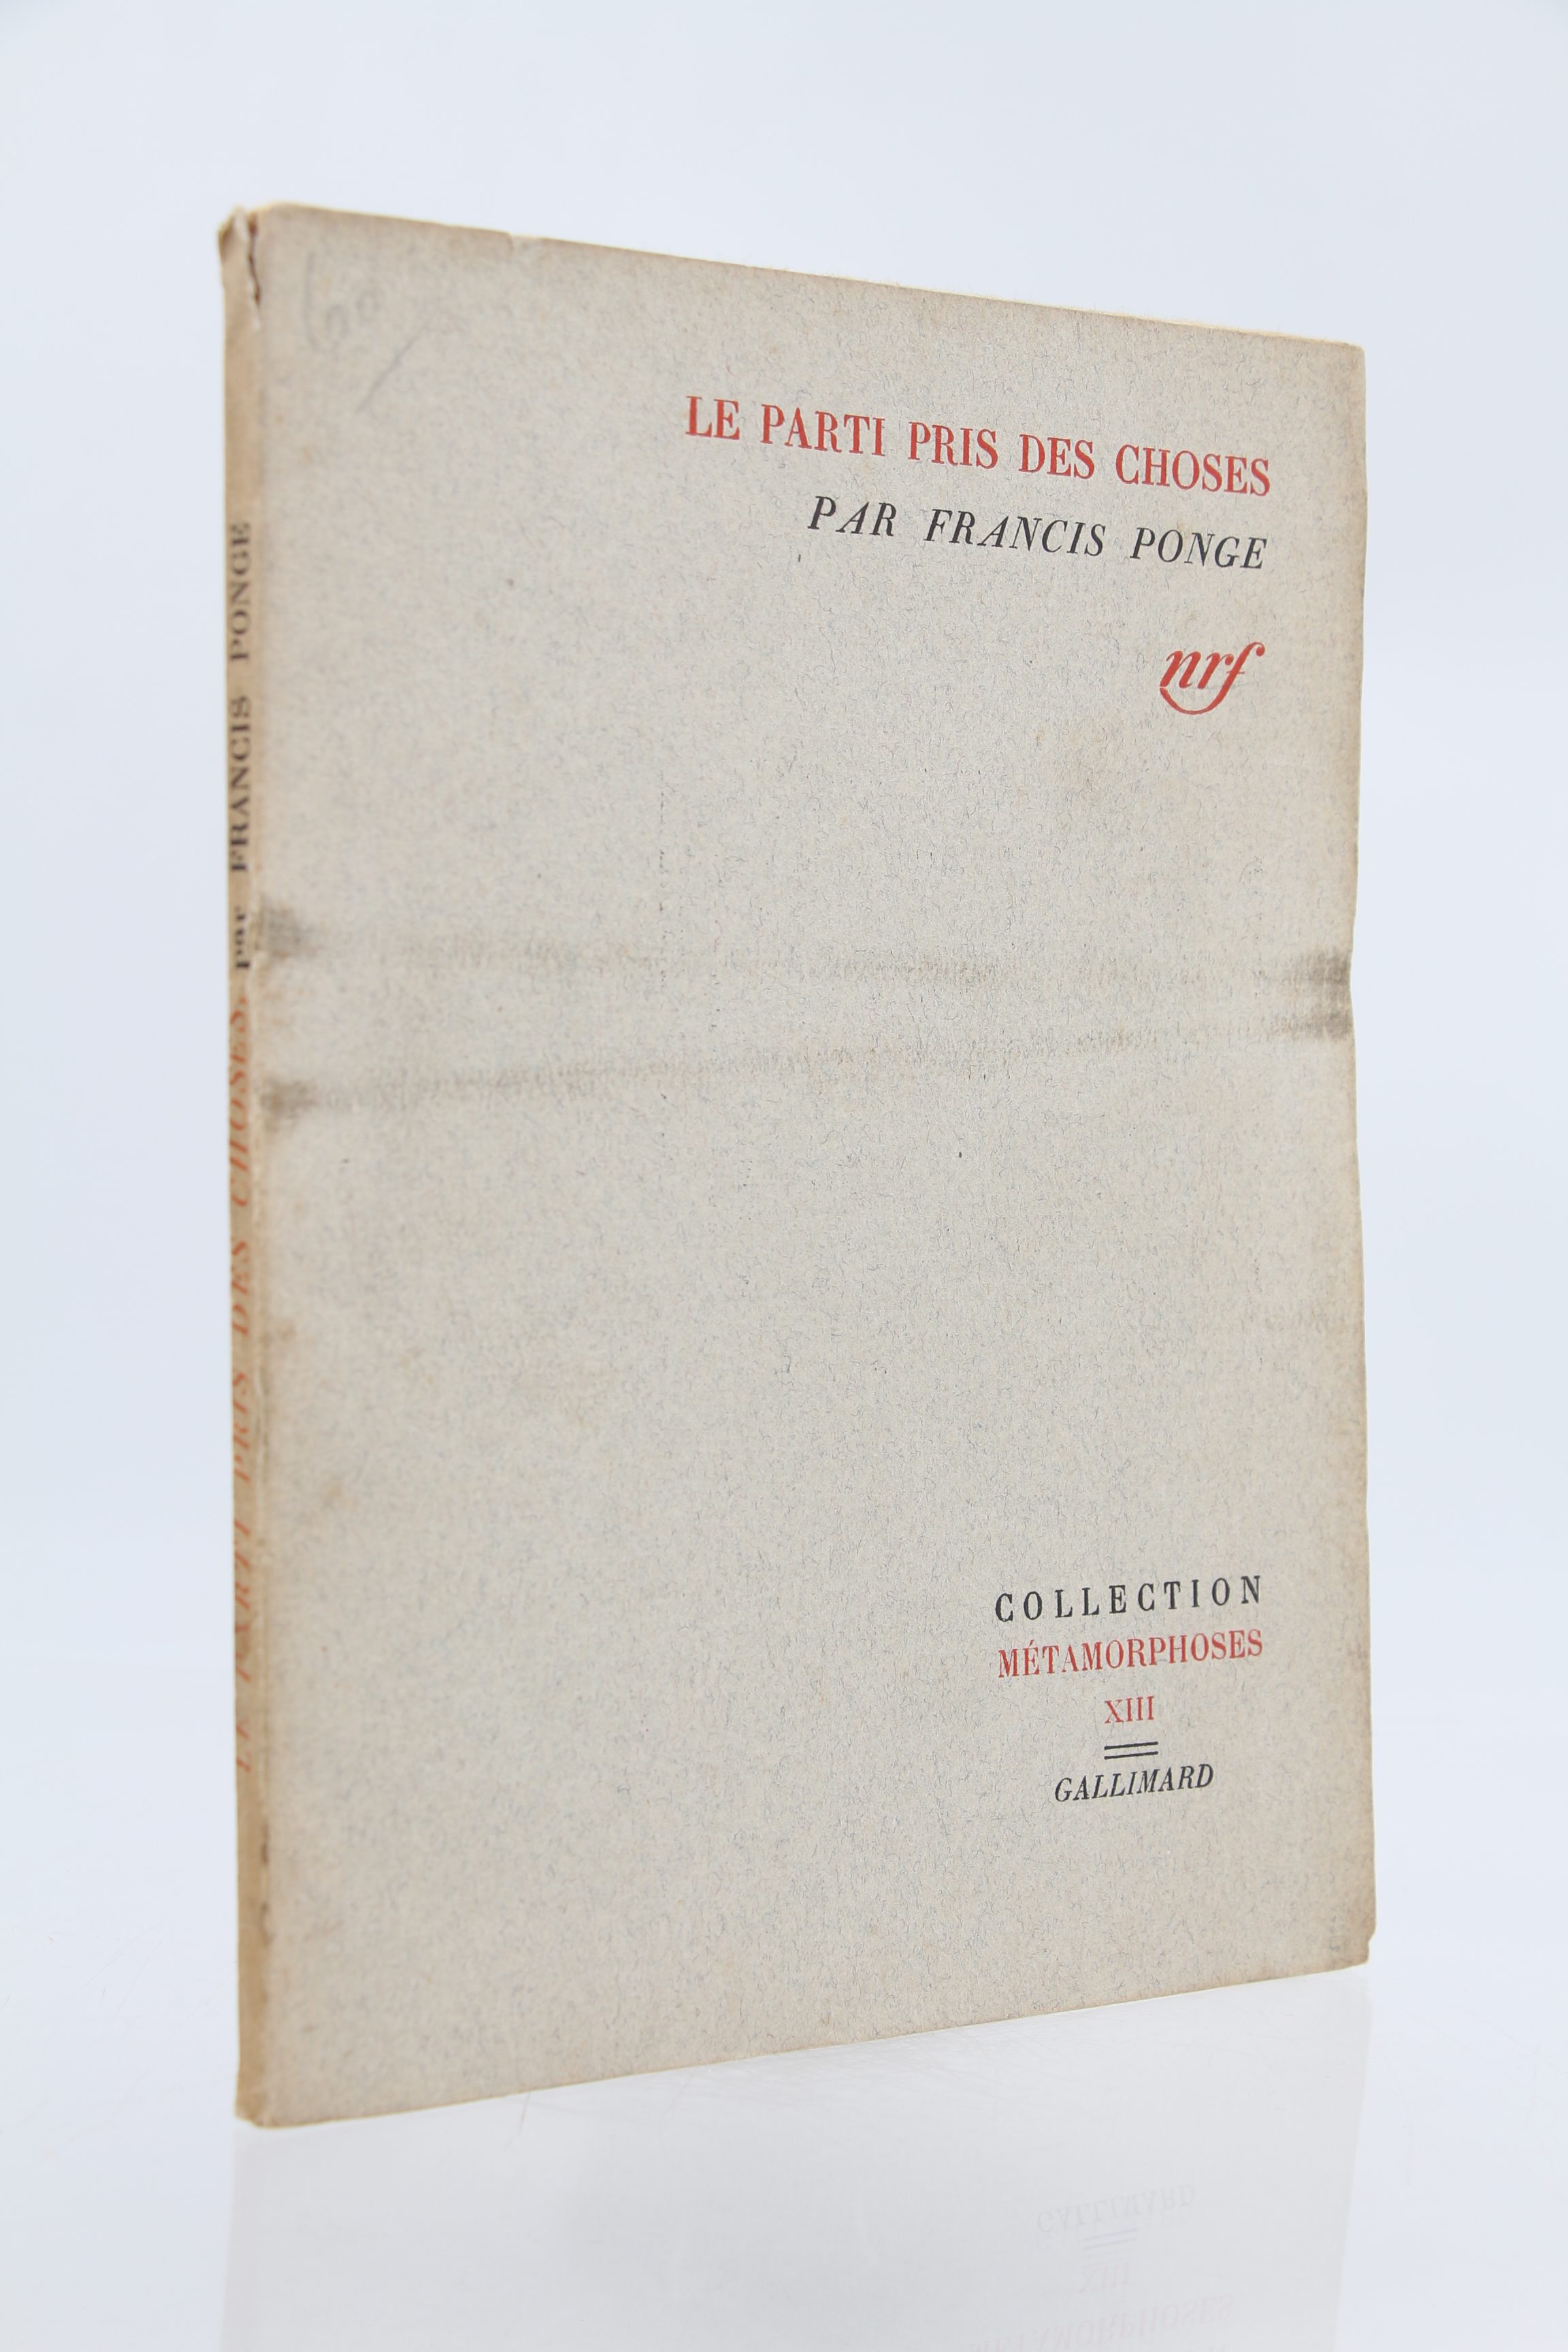 LE PARTI PRIS DES CHOSES
PAR FRANCIS PONGE
nrf
COLLECTION
MÉTAMORPHOSES
XIII
GALLIMARD
LE PARTI PRIS DES CHOSES, par FRANCIS PONGE